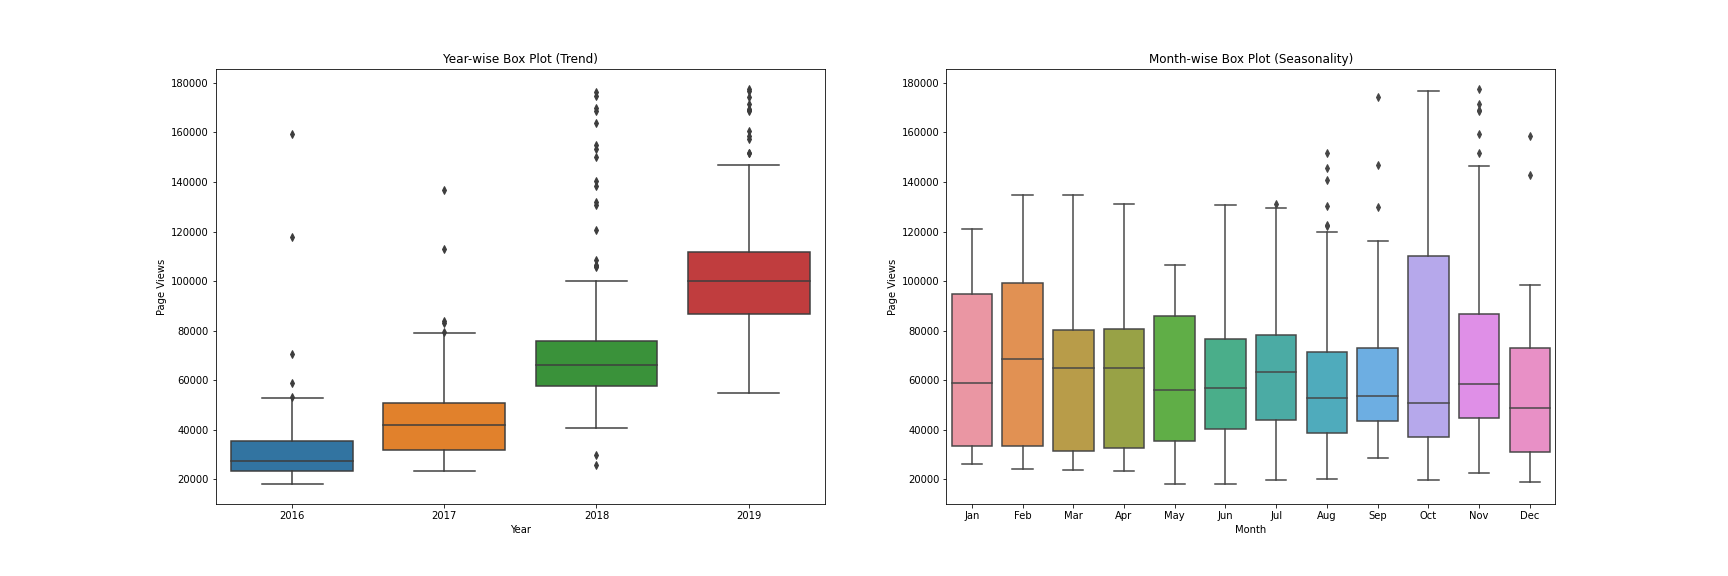 Year-wise Box Plot (Trend)
180000
160000
140000
120000
100000
80000
60000
40000
20000
Page Views
2016 2017 2018 2019
Year
Month-wise Box Plot (Seasonality)
180000
160000
140000
120000
100000
80000
60000
40000
20000
Page Views
Jan Feb Mar Apr May Jun Jul Aug Sep Oct Nov Dec
Month